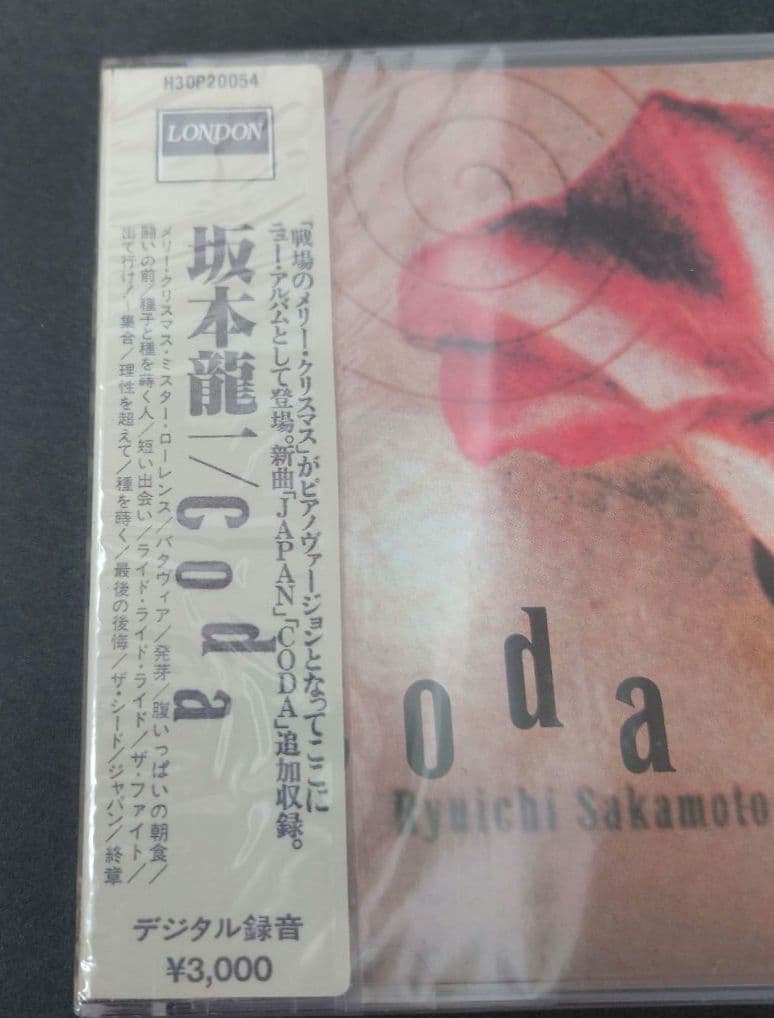 H30P20054
LONDON
「戦場のメリー・クリスマス」がピアノヴァージョンとなってここに
ニュー・アルバムとして登場。新曲「JAPAN」「CODA」追加収録。
坂本龍一/Coda
メリー・クリスマス・ミスター・ローレンス/バタヴィア/発芽/腹いっぱいの朝食/
闘いの前/種子と種を蒔く人/短い出会い/ライド・ライド・ライド/ザ・ファイト/
出て行け!/集合/理性を超えて/種を蒔く/最後の後悔/ザ・シード/ジャパン/終章
デジタル録音
¥3,000
oda
Ryuichi Sakamoto